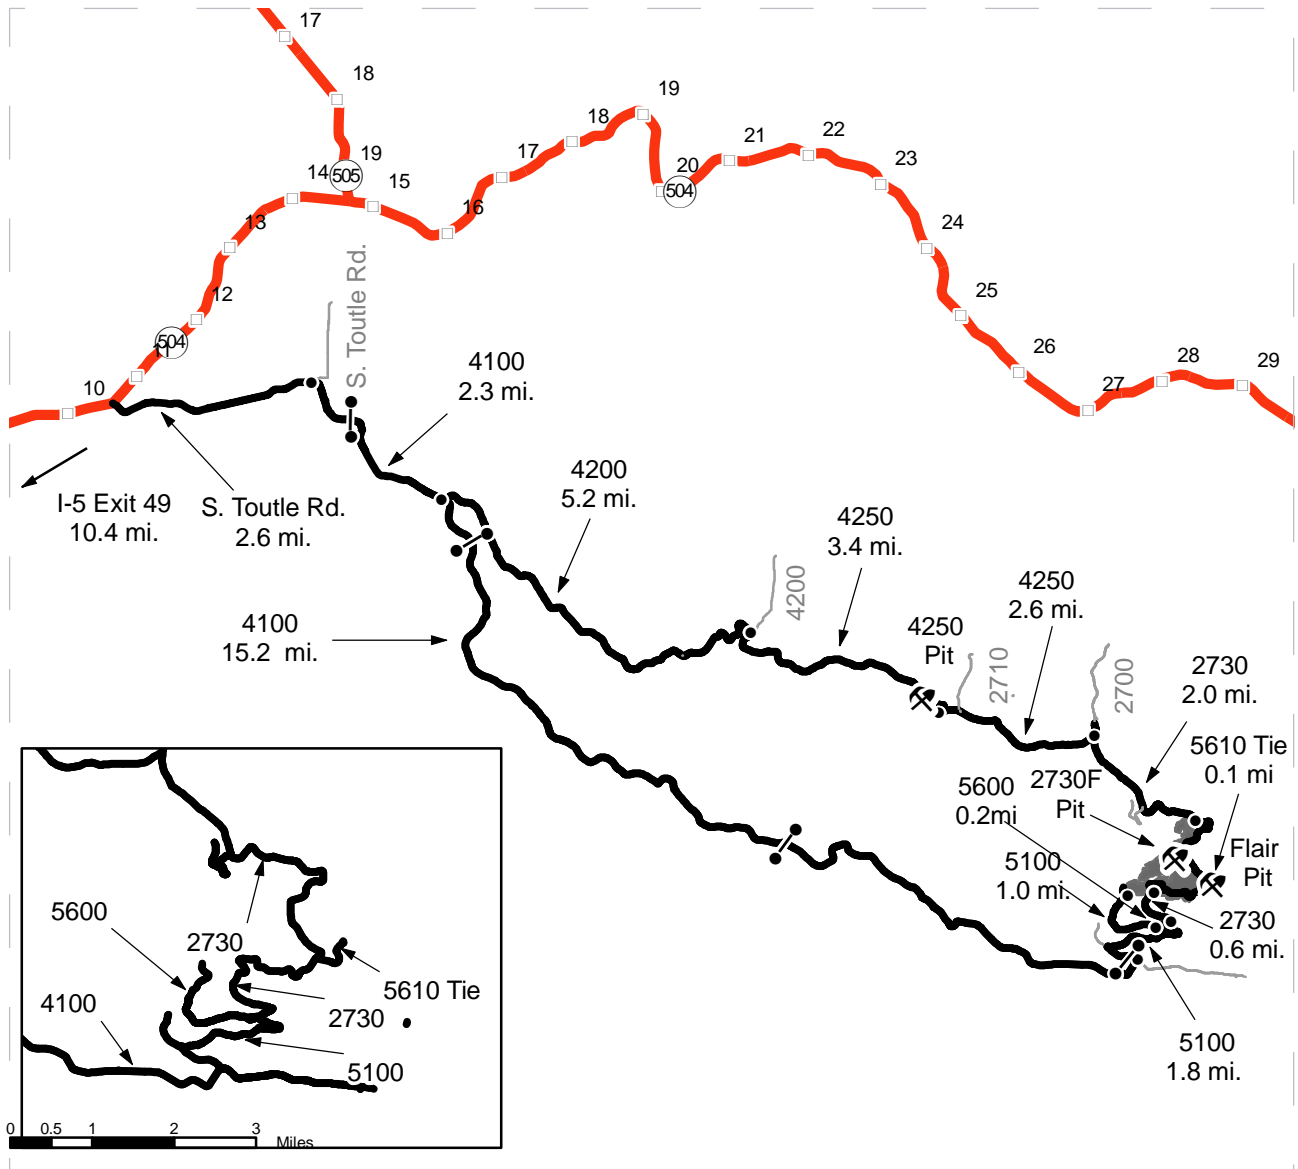 17
18
19
505
14
15
13
16
17
18
19
20
504
21
22
23
24
25
26
27
28
29
12
504
11
10
S. Toutle Rd.
4100
2.3 mi.
I-5 Exit 49
10.4 mi.
S. Toutle Rd.
2.6 mi.
4200
5.2 mi.
4250
3.4 mi.
4200
4250
2.6 mi.
4100
15.2 mi.
4250
Pit
2710
2700
2730
2.0 mi.
5610 Tie
0.1 mi
5600
0.2mi
2730F
Pit
5100
1.0 mi.
Flair
Pit
2730
0.6 mi.
5100
1.8 mi.
5600
2730
5610 Tie
4100
2730
5100
0 0.5 1 2 3
Miles